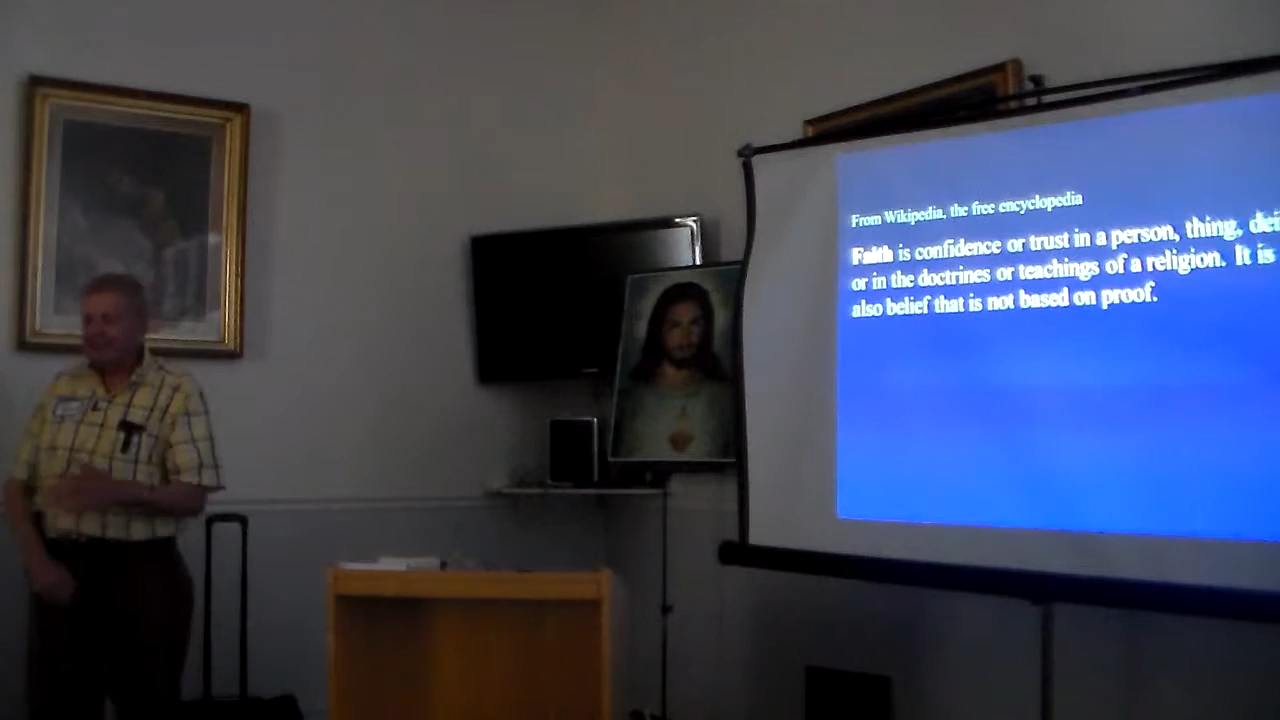 From Wikipedia, the free encyclopedia
Faith is confidence or trust in a person, thing, dei
or in the doctrines or teachings of a religion. It is
also belief that is not based on proof.